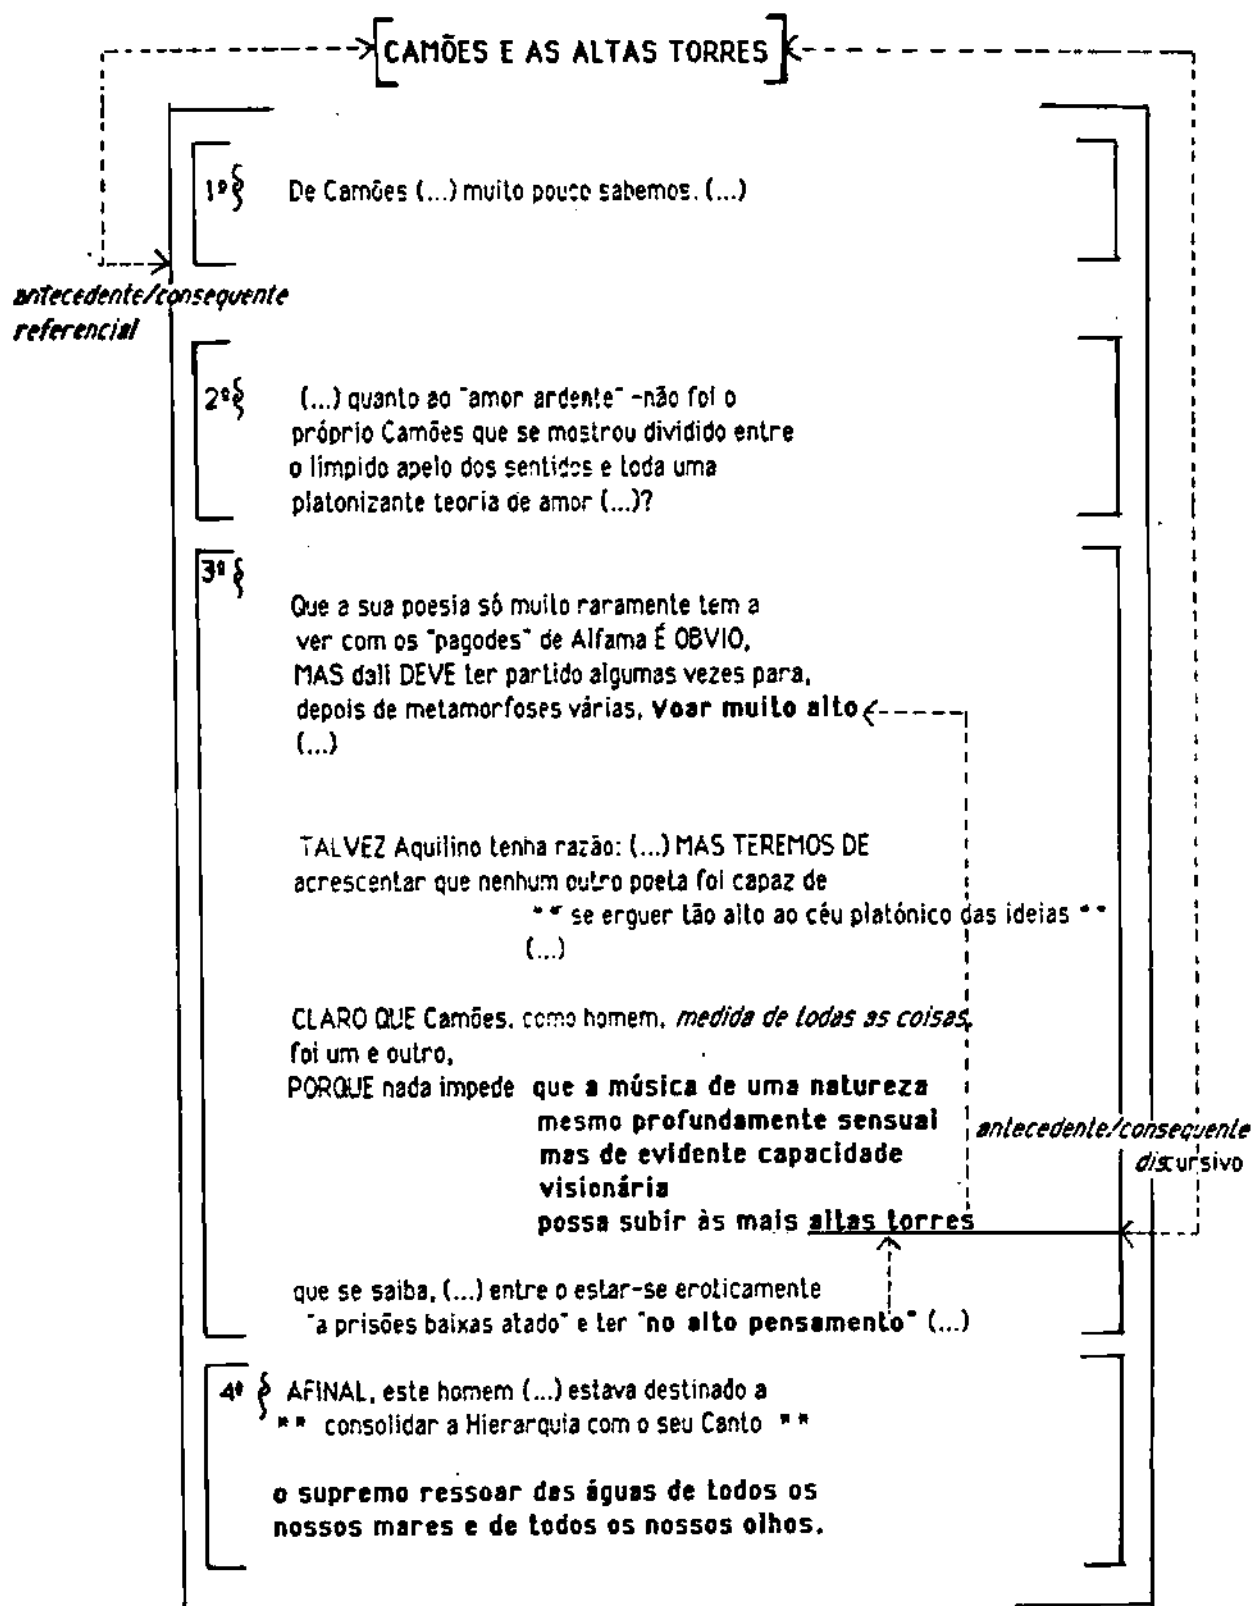 CAMÕES E AS ALTAS TORRES
1º De Camões (...) muito pouco sabemos. (...)
antecedente/consequente
referencial
2º (...) quanto ao "amor ardente" -não foi o
próprio Camões que se mostrou dividido entre
o límpido apelo dos sentidos e toda uma
platonizante teoria de amor (...)?
3º
Que a sua poesia só muito raramente tem a
ver com os "pagodes" de Alfama É OBVIO,
MAS dali DEVE ter partido algumas vezes para,
depois de metamorfoses várias, voar muito alto
(...)
TALVEZ Aquilino tenha razão: (...) MAS TEREMOS DE
acrescentar que nenhum outro poeta foi capaz de
** se erguer tão alto ao céu platónico das ideias **
(...)
CLARO QUE Camões, como homem, medida de todas as coisas,
foi um e outro,
PORQUE nada impede que a música de uma natureza
mesmo profundamente sensual
mas de evidente capacidade
visionária
possa subir às mais altas torres
antecedente/consequente
discursivo
que se saiba, (...) entre o estar-se eroticamente
"a prisões baixas atado" e ter "no alto pensamento" (...)
4º AFINAL, este homem (...) estava destinado a
** consolidar a Hierarquia com o seu Canto **
o supremo ressoar das águas de todos os
nossos mares e de todos os nossos olhos.